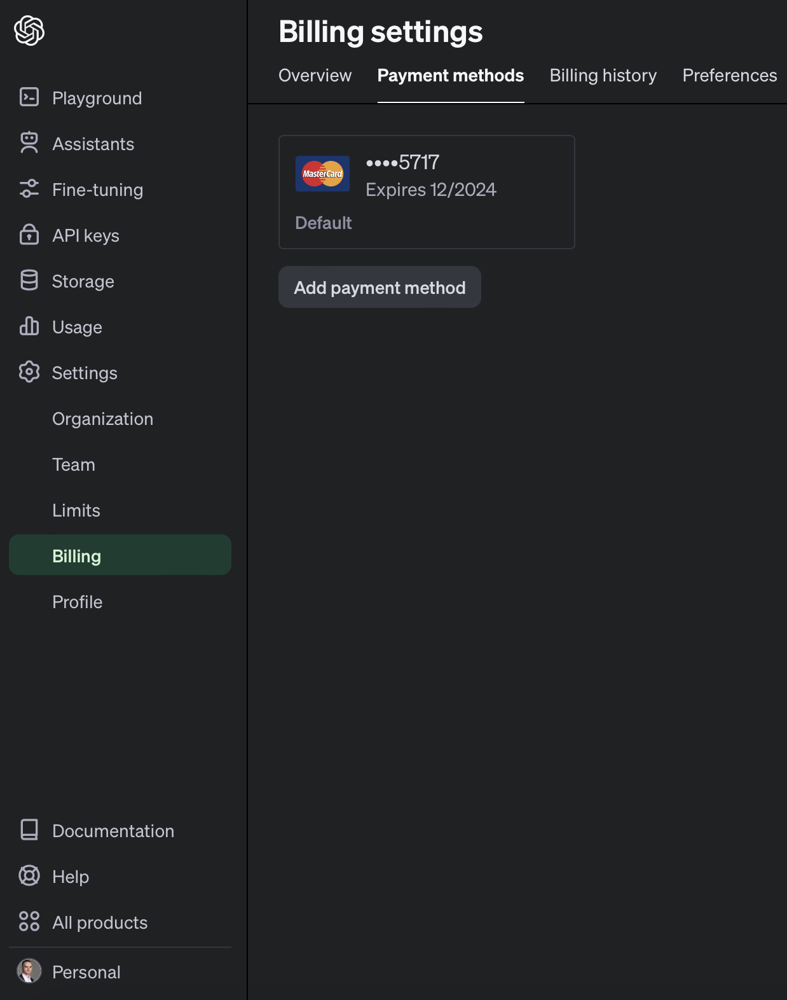 Billing settings
Overview Payment methods Billing history Preferences
Playground
Assistants
Fine-tuning
API keys
Storage
Usage
Settings
Organization
Team
Limits
Billing
Profile
Documentation
Help
All products
Personal
MasterCard
••••5717
Expires 12/2024
Default
Add payment method